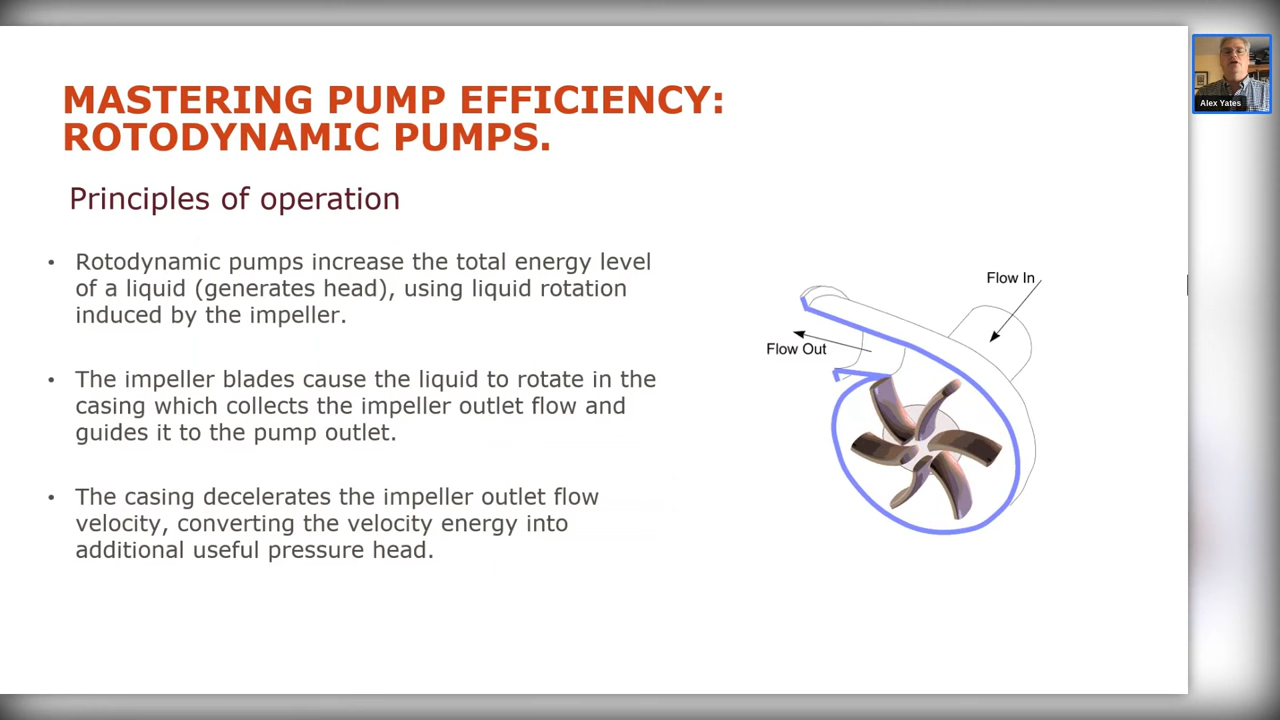 MASTERING PUMP EFFICIENCY:
ROTODYNAMIC PUMPS.
Principles of operation
• Rotodynamic pumps increase the total energy level
of a liquid (generates head), using liquid rotation
induced by the impeller.
• The impeller blades cause the liquid to rotate in the
casing which collects the impeller outlet flow and
guides it to the pump outlet.
• The casing decelerates the impeller outlet flow
velocity, converting the velocity energy into
additional useful pressure head.
Flow In
Flow Out
Alex Yates